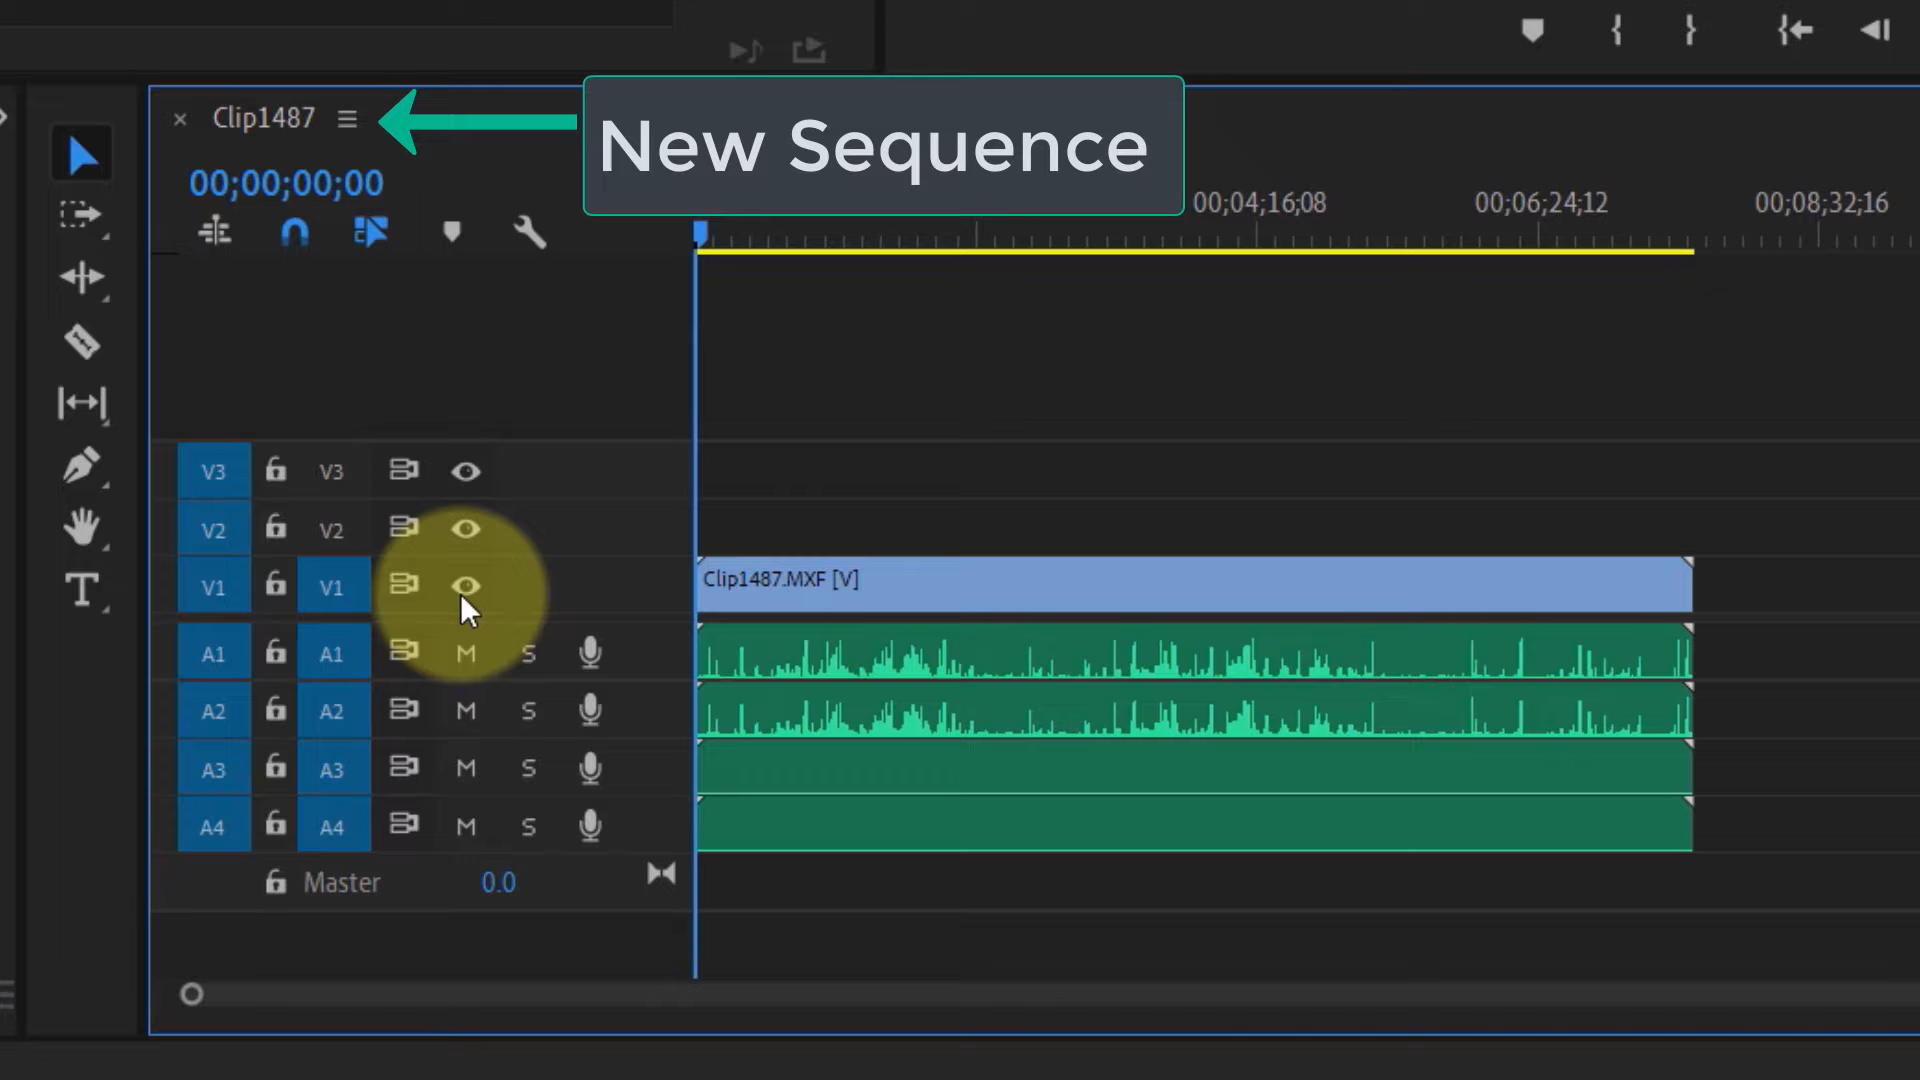 Clip1487
New Sequence
00;00;00;00
00;04;16;08 00;06;24;12 00;08;32;16
V3 V3
V2 V2
V1 V1
Clip1487.MXF [V]
A1 A1 M S
A2 A2 M S
A3 A3 M S
A4 A4 M S
Master 0.0